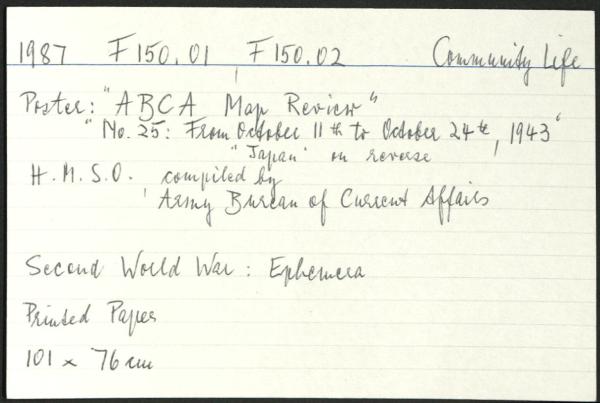 1987 F150.01 F150.02 Community Life
Poster: "ABCA Map Review"
"No. 25: From October 11th to October 24th, 1943"
"Japan" on reverse
H.M.S.O. compiled by
Army Bureau of Current Affairs
Second World War: Ephemera
Printed Paper
101 x 76 cm